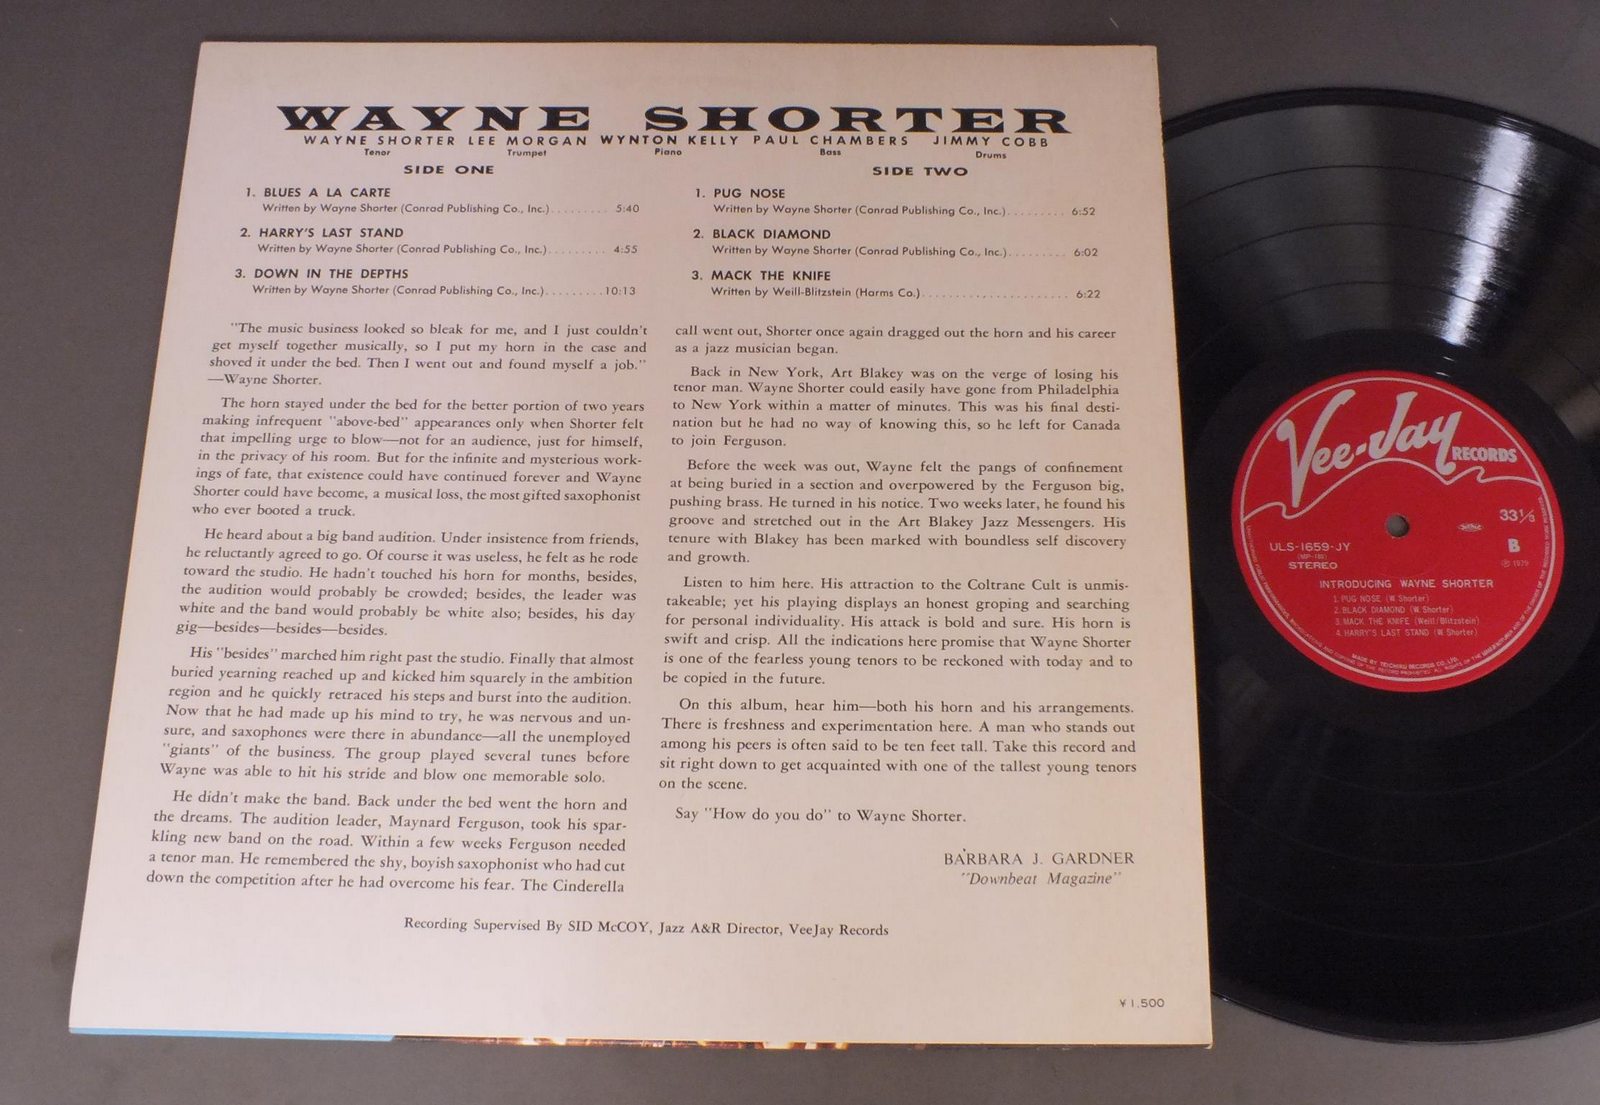 WAYNE SHORTER
WAYNE SHORTER LEE MORGAN WYNTON KELLY PAUL CHAMBERS JIMMY COBB
Tenor Trumpet Piano Bass Drums
SIDE ONE
1. BLUES A LA CARTE
Written by Wayne Shorter (Conrad Publishing Co., Inc.) . . . . . . . . . 5:40
2. HARRY'S LAST STAND
Written by Wayne Shorter (Conrad Publishing Co., Inc.) . . . . . . . . . 4:55
3. DOWN IN THE DEPTHS
Written by Wayne Shorter (Conrad Publishing Co., Inc.) . . . . . . . . . 10:13
SIDE TWO
1. PUG NOSE
Written by Wayne Shorter (Conrad Publishing Co., Inc.) . . . . . . . . . 6:52
2. BLACK DIAMOND
Written by Wayne Shorter (Conrad Publishing Co., Inc.) . . . . . . . . . 6:02
3. MACK THE KNIFE
Written by Weill-Blitzstein (Harms Co.) . . . . . . . . . . . . . . . . . . . . . . 6:22
"The music business looked so bleak for me, and I just couldn't
get myself together musically, so I put my horn in the case and
shoved it under the bed. Then I went out and found myself a job."
—Wayne Shorter.
The horn stayed under the bed for the better portion of two years
making infrequent "above-bed" appearances only when Shorter felt
that impelling urge to blow—not for an audience, just for himself,
in the privacy of his room. But for the infinite and mysterious work-
ings of fate, that existence could have continued forever and Wayne
Shorter could have become, a musical loss, the most gifted saxophonist
who ever booted a truck.
He heard about a big band audition. Under insistence from friends,
he reluctantly agreed to go. Of course it was useless, he felt as he rode
toward the studio. He hadn't touched his horn for months, besides,
the audition would probably be crowded; besides, the leader was
white and the band would probably be white also; besides, his day
gig—besides—besides—besides.
His "besides" marched him right past the studio. Finally that almost
buried yearning reached up and kicked him squarely in the ambition
region and he quickly retraced his steps and burst into the audition.
Now that he had made up his mind to try, he was nervous and un-
sure, and saxophones were there in abundance—all the unemployed
"giants" of the business. The group played several tunes before
Wayne was able to hit his stride and blow one memorable solo.
He didn't make the band. Back under the bed went the horn and
the dreams. The audition leader, Maynard Ferguson, took his spar-
kling new band on the road. Within a few weeks Ferguson needed
a tenor man. He remembered the shy, boyish saxophonist who had cut
down the competition after he had overcome his fear. The Cinderella
call went out, Shorter once again dragged out the horn and his career
as a jazz musician began.
Back in New York, Art Blakey was on the verge of losing his
tenor man. Wayne Shorter could easily have gone from Philadelphia
to New York within a matter of minutes. This was his final desti-
nation but he had no way of knowing this, so he left for Canada
to join Ferguson.
Before the week was out, Wayne felt the pangs of confinement
at being buried in a section and overpowered by the Ferguson big,
pushing brass. He turned in his notice. Two weeks later, he found his
groove and stretched out in the Art Blakey Jazz Messengers. His
tenure with Blakey has been marked with boundless self discovery
and growth.
Listen to him here. His attraction to the Coltrane Cult is unmis-
takeable; yet his playing displays an honest groping and searching
for personal individuality. His attack is bold and sure. His horn is
swift and crisp. All the indications here promise that Wayne Shorter
is one of the fearless young tenors to be reckoned with today and to
be copied in the future.
On this album, hear him—both his horn and his arrangements.
There is freshness and experimentation here. A man who stands out
among his peers is often said to be ten feet tall. Take this record and
sit right down to get acquainted with one of the tallest young tenors
on the scene.
Say "How do you do" to Wayne Shorter.
BARBARA J. GARDNER
"Downbeat Magazine"
Recording Supervised By SID McCOY, Jazz A&R Director, VeeJay Records
¥1,500
Vee-Jay RECORDS
33⅓
ULS-1659-JY
STEREO
B
℗ 1979
INTRODUCING WAYNE SHORTER
1. PUG NOSE (W. Shorter)
2. BLACK DIAMOND (W. Shorter)
3. MACK THE KNIFE (Weill/Blitzstein)
4. HARRY'S LAST STAND (W. Shorter)
MADE BY TEICHIKU RECORDS CO., LTD.